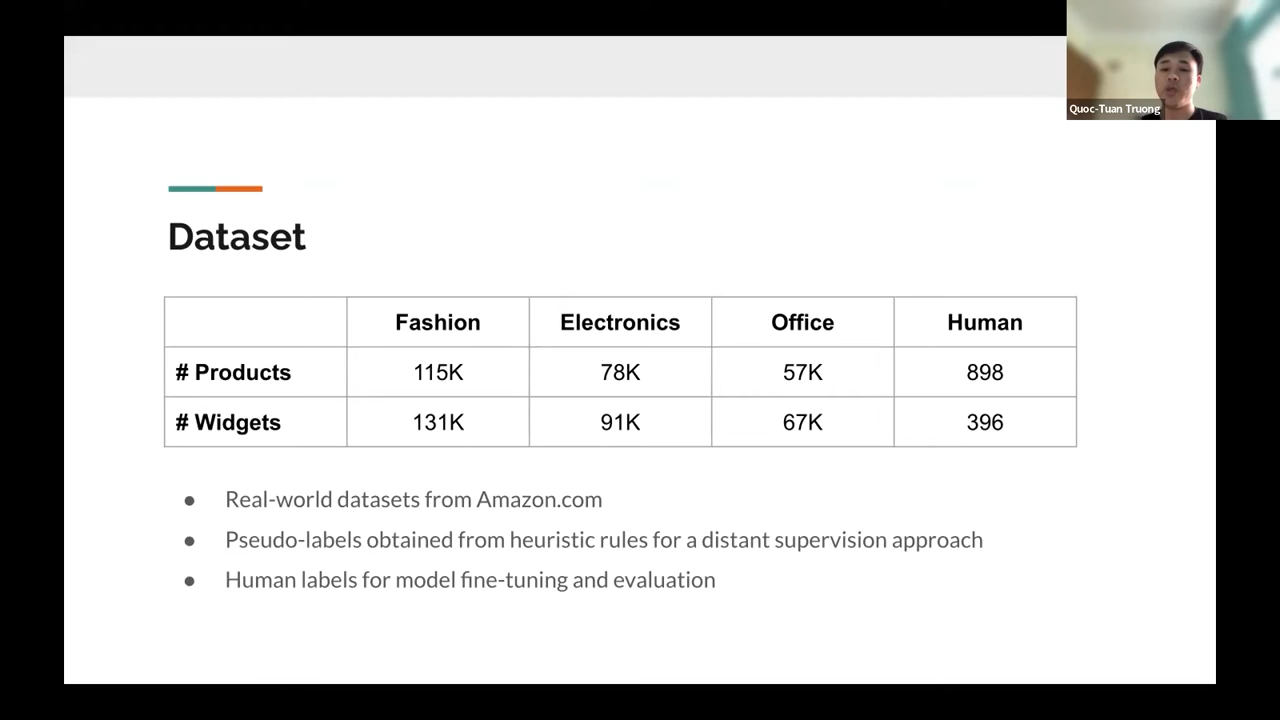 Quoc-Tuan Truong
Dataset
Fashion Electronics Office Human
# Products 115K 78K 57K 898
# Widgets 131K 91K 67K 396
● Real-world datasets from Amazon.com
● Pseudo-labels obtained from heuristic rules for a distant supervision approach
● Human labels for model fine-tuning and evaluation